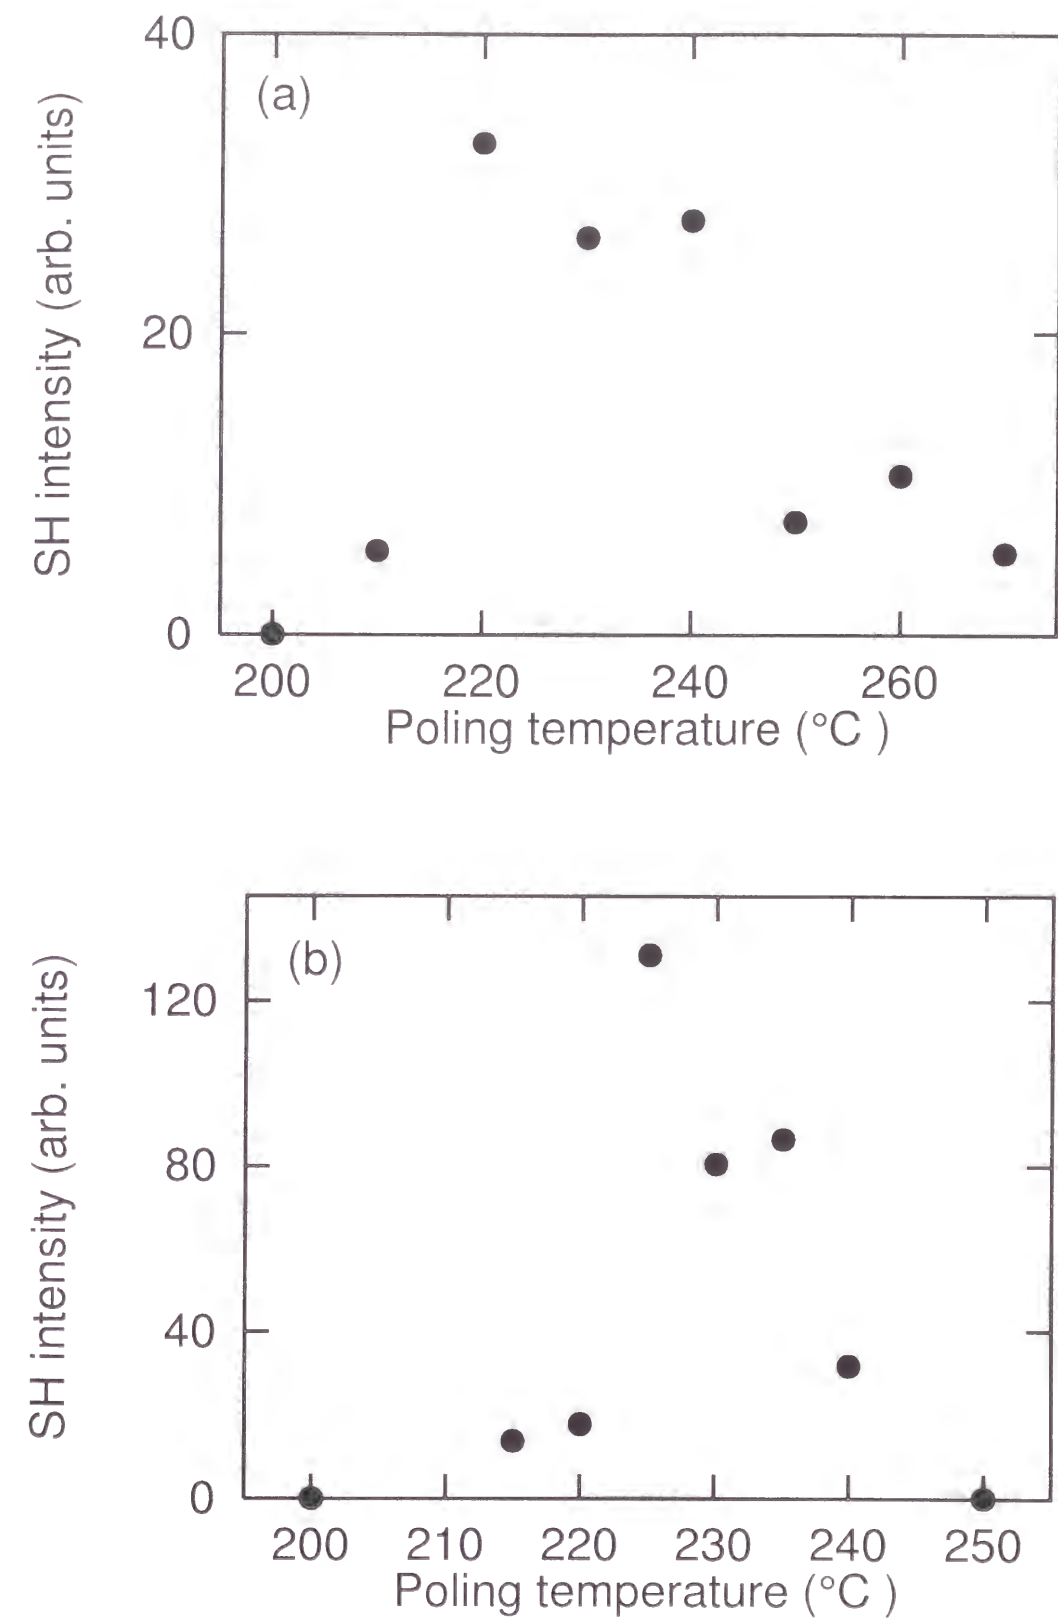 40
(a)
SH intensity (arb. units)
20
0
200 220 240 260
Poling temperature (°C )
(b)
120
SH intensity (arb. units)
80
40
0
200 210 220 230 240 250
Poling temperature (°C )